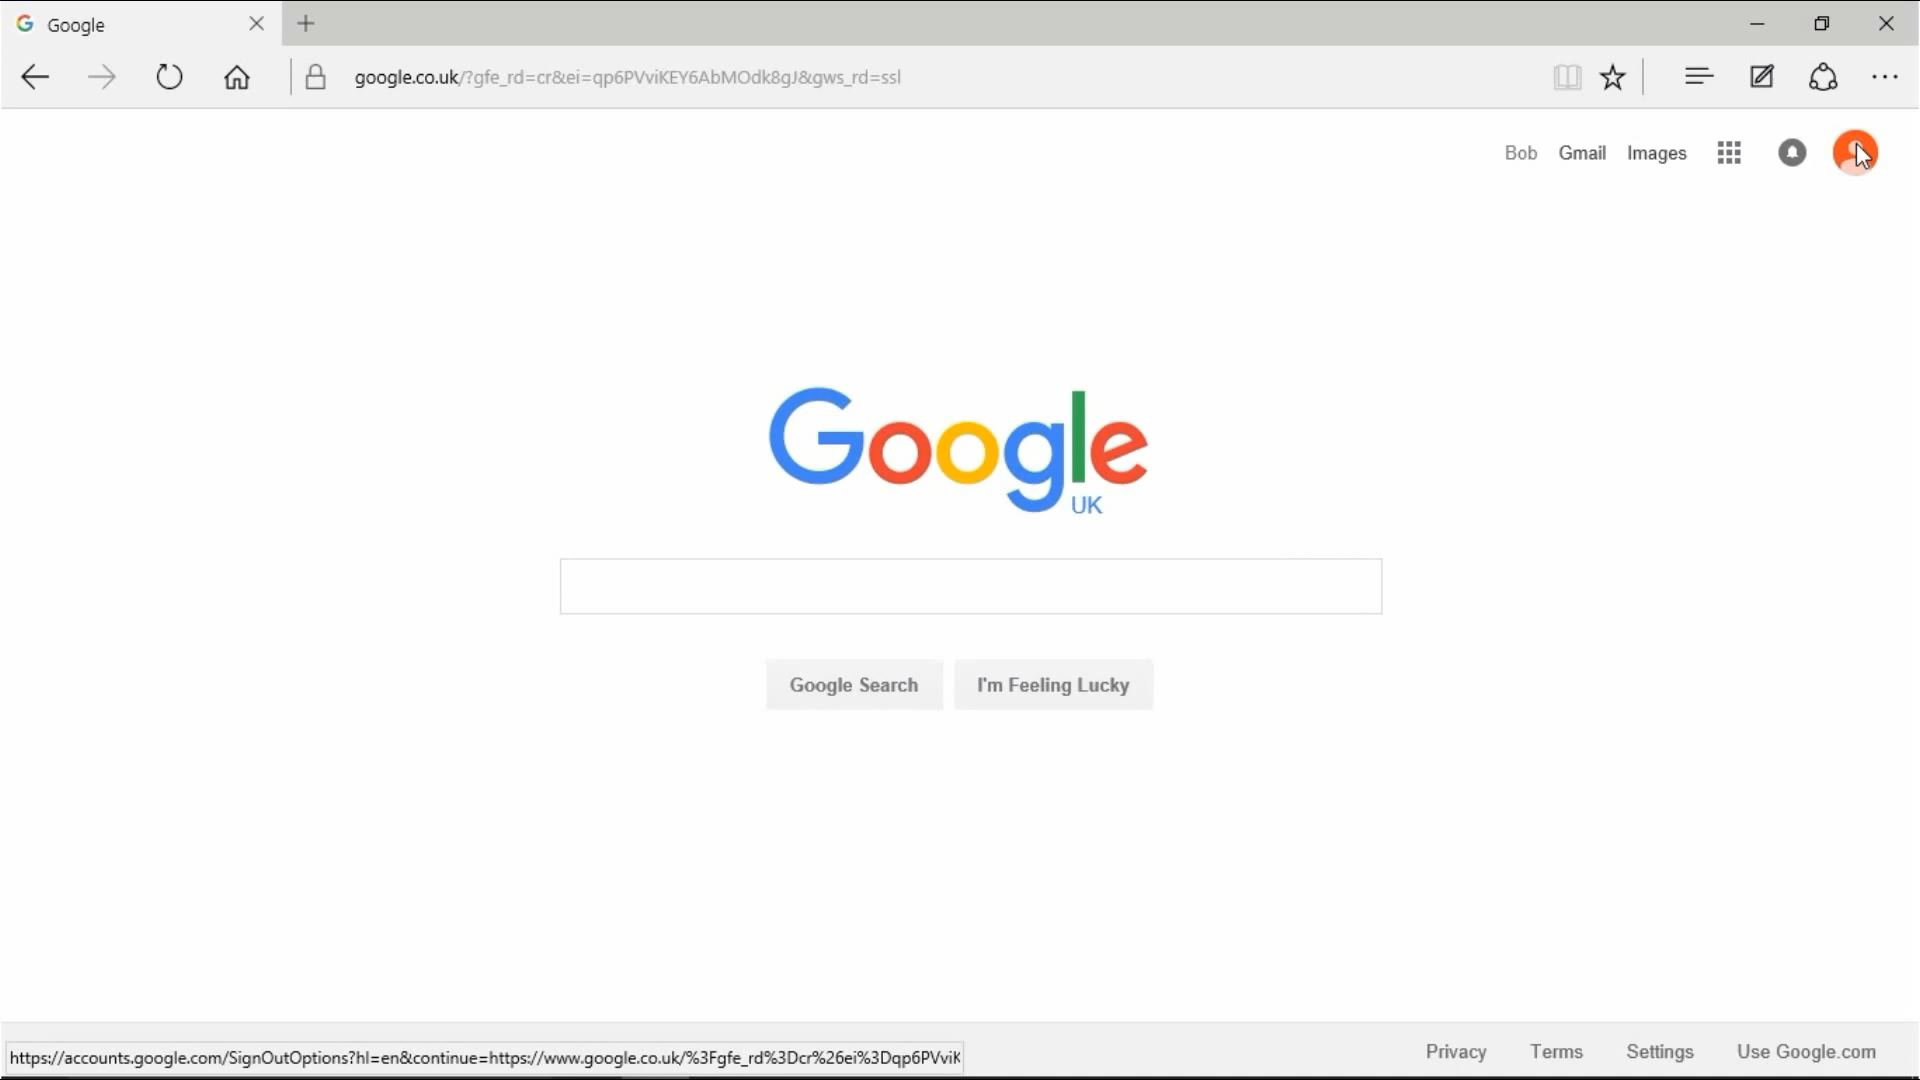 Google
google.co.uk/?gfe_rd=cr&ei=qp6PVviKEY6AbMOdk8gJ&gws_rd=ssl
Bob Gmail Images
Google
UK
Google Search I'm Feeling Lucky
https://accounts.google.com/SignOutOptions?hl=en&continue=https://www.google.co.uk/%3Fgfe_rd%3Dcr%26ei%3Dqp6PVviK
Privacy Terms Settings Use Google.com